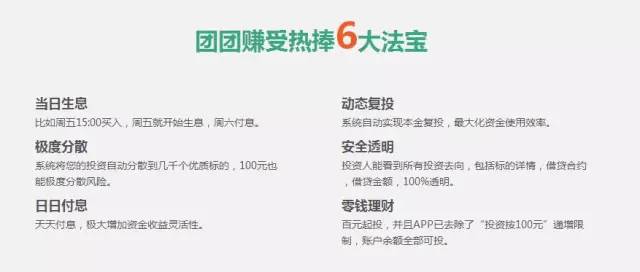 团团赚受热捧6大法宝
当日生息
比如周五15:00买入，周五就开始生息，周六付息。
极度分散
系统将您的投资自动分散到几千个优质标的，100元也
能极度分散风险。
日日付息
天天付息，极大增加资金收益灵活性。
动态复投
系统自动实现本金复投，最大化资金使用效率。
安全透明
投资人能看到所有投资去向，包括标的详情，借贷合约
，借贷金额，100%透明。
零钱理财
百元起投，并且APP已去除了“投资按100元”递增限
制，账户余额全部可投。